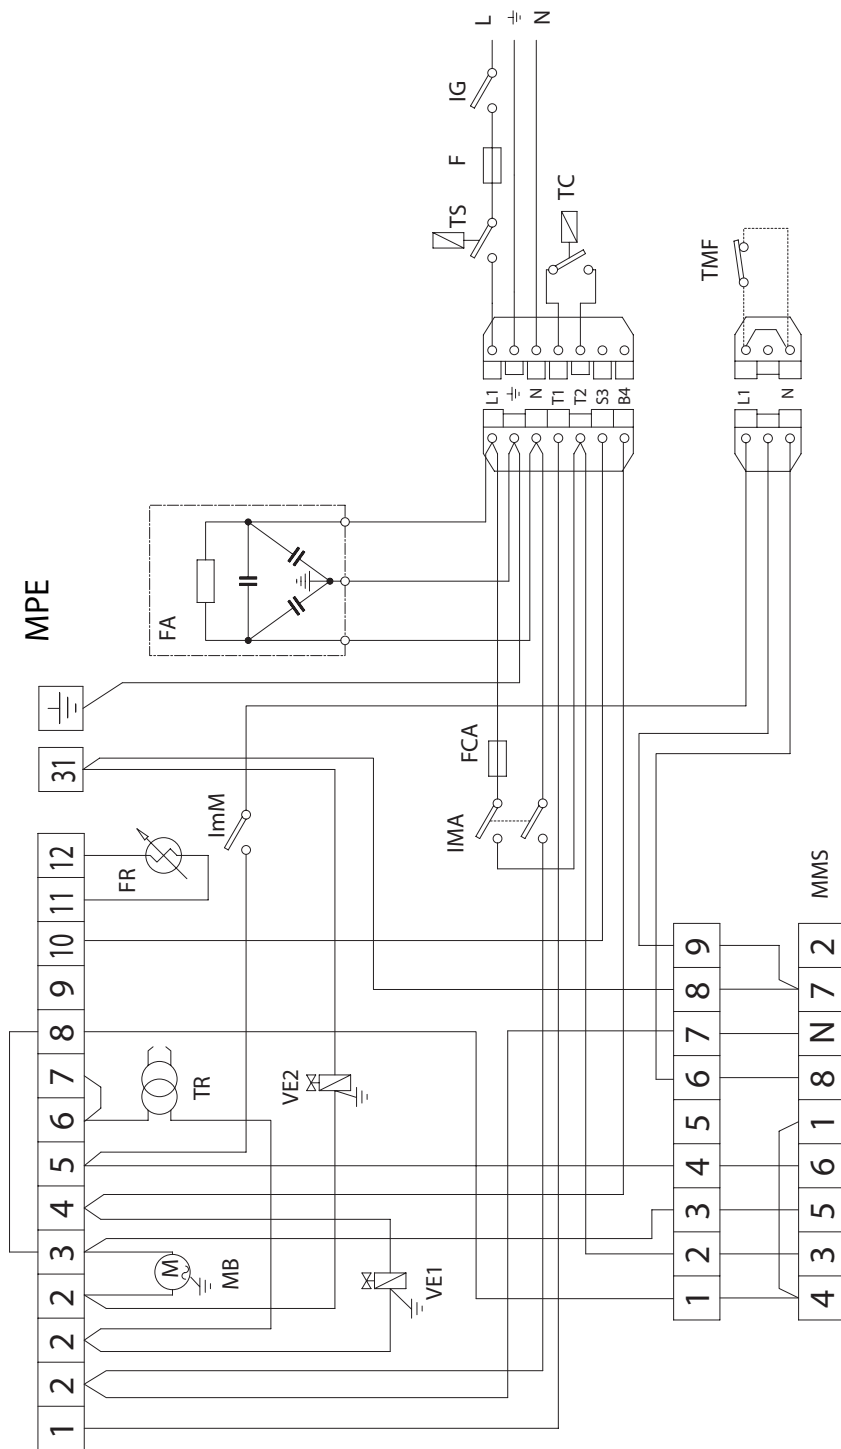 MPE
1 2 2 2 3 4 5 6 7 8 9 10 11 12 31
FR
FA
M
MB
TR
ImM
VE2
VE1
IMA
FCA
TS F IG
L
N
TC
L1
N
T1
T2
S3
B4
TMF
L1
N
1 2 3 4 5 6 7 8 9
4 3 5 6 1 8 N 7 2
MMS